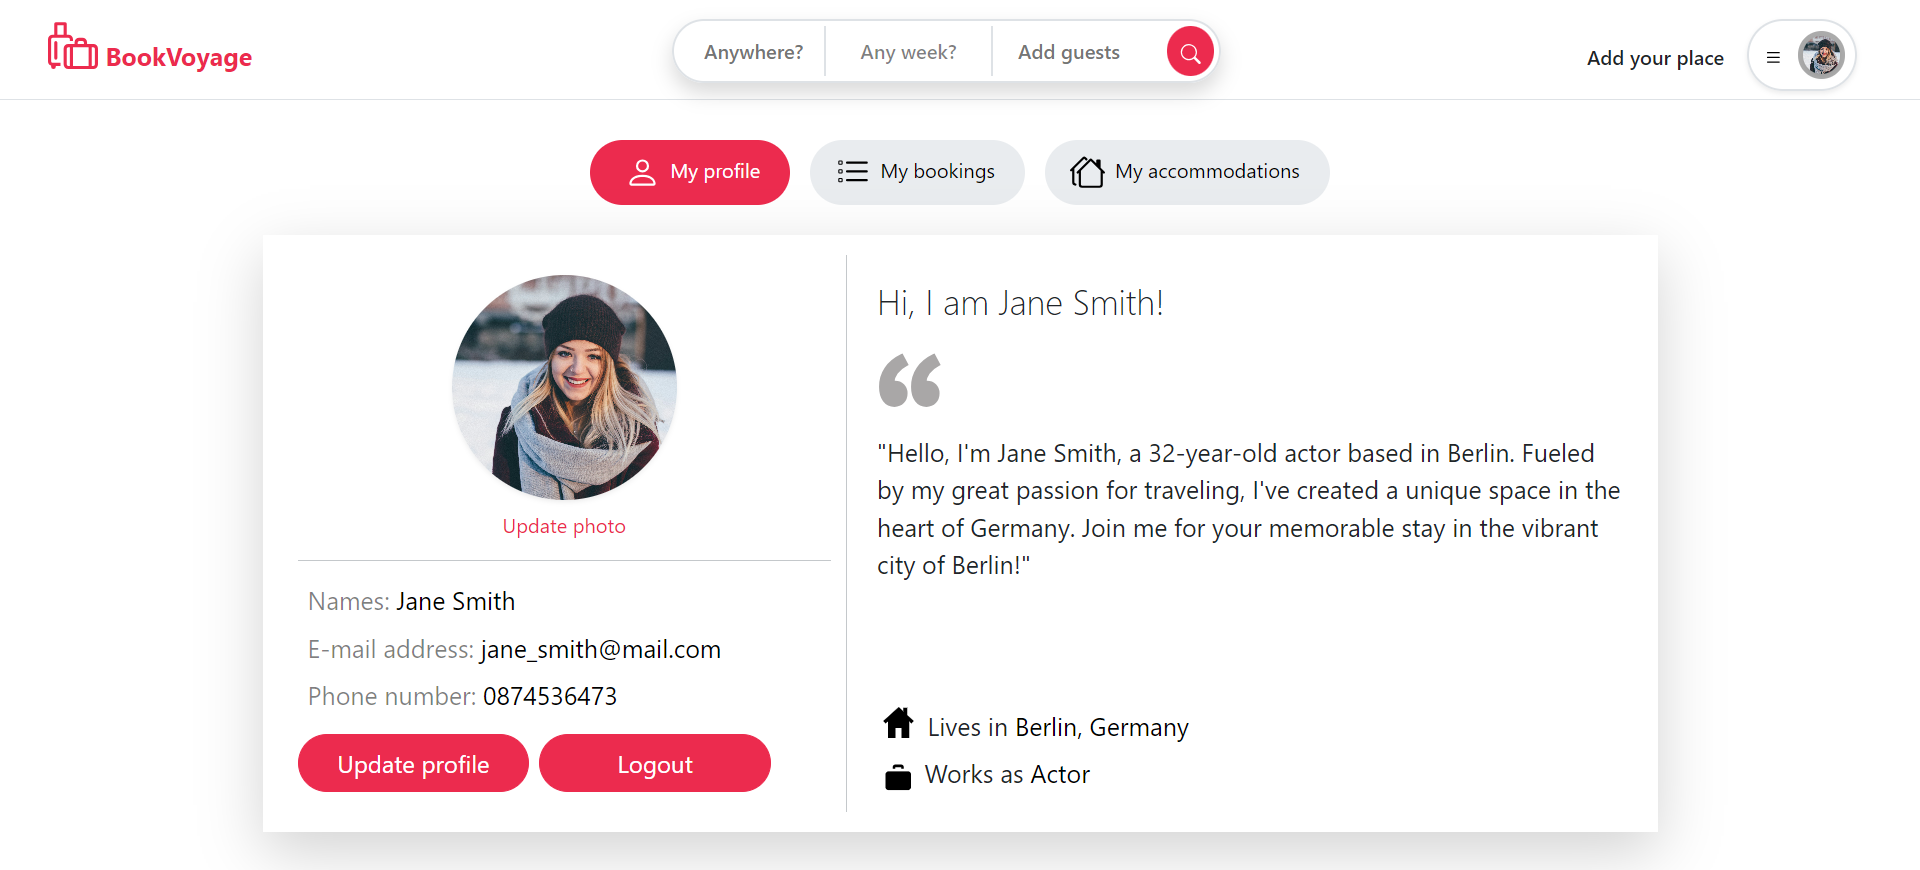 BookVoyage
Anywhere?
Any week?
Add guests
Add your place
My profile
My bookings
My accommodations
Update photo
Names: Jane Smith
E-mail address: jane_smith@mail.com
Phone number: 0874536473
Update profile
Logout
Hi, I am Jane Smith!
“
"Hello, I'm Jane Smith, a 32-year-old actor based in Berlin. Fueled
by my great passion for traveling, I've created a unique space in the
heart of Germany. Join me for your memorable stay in the vibrant
city of Berlin!"
Lives in Berlin, Germany
Works as Actor